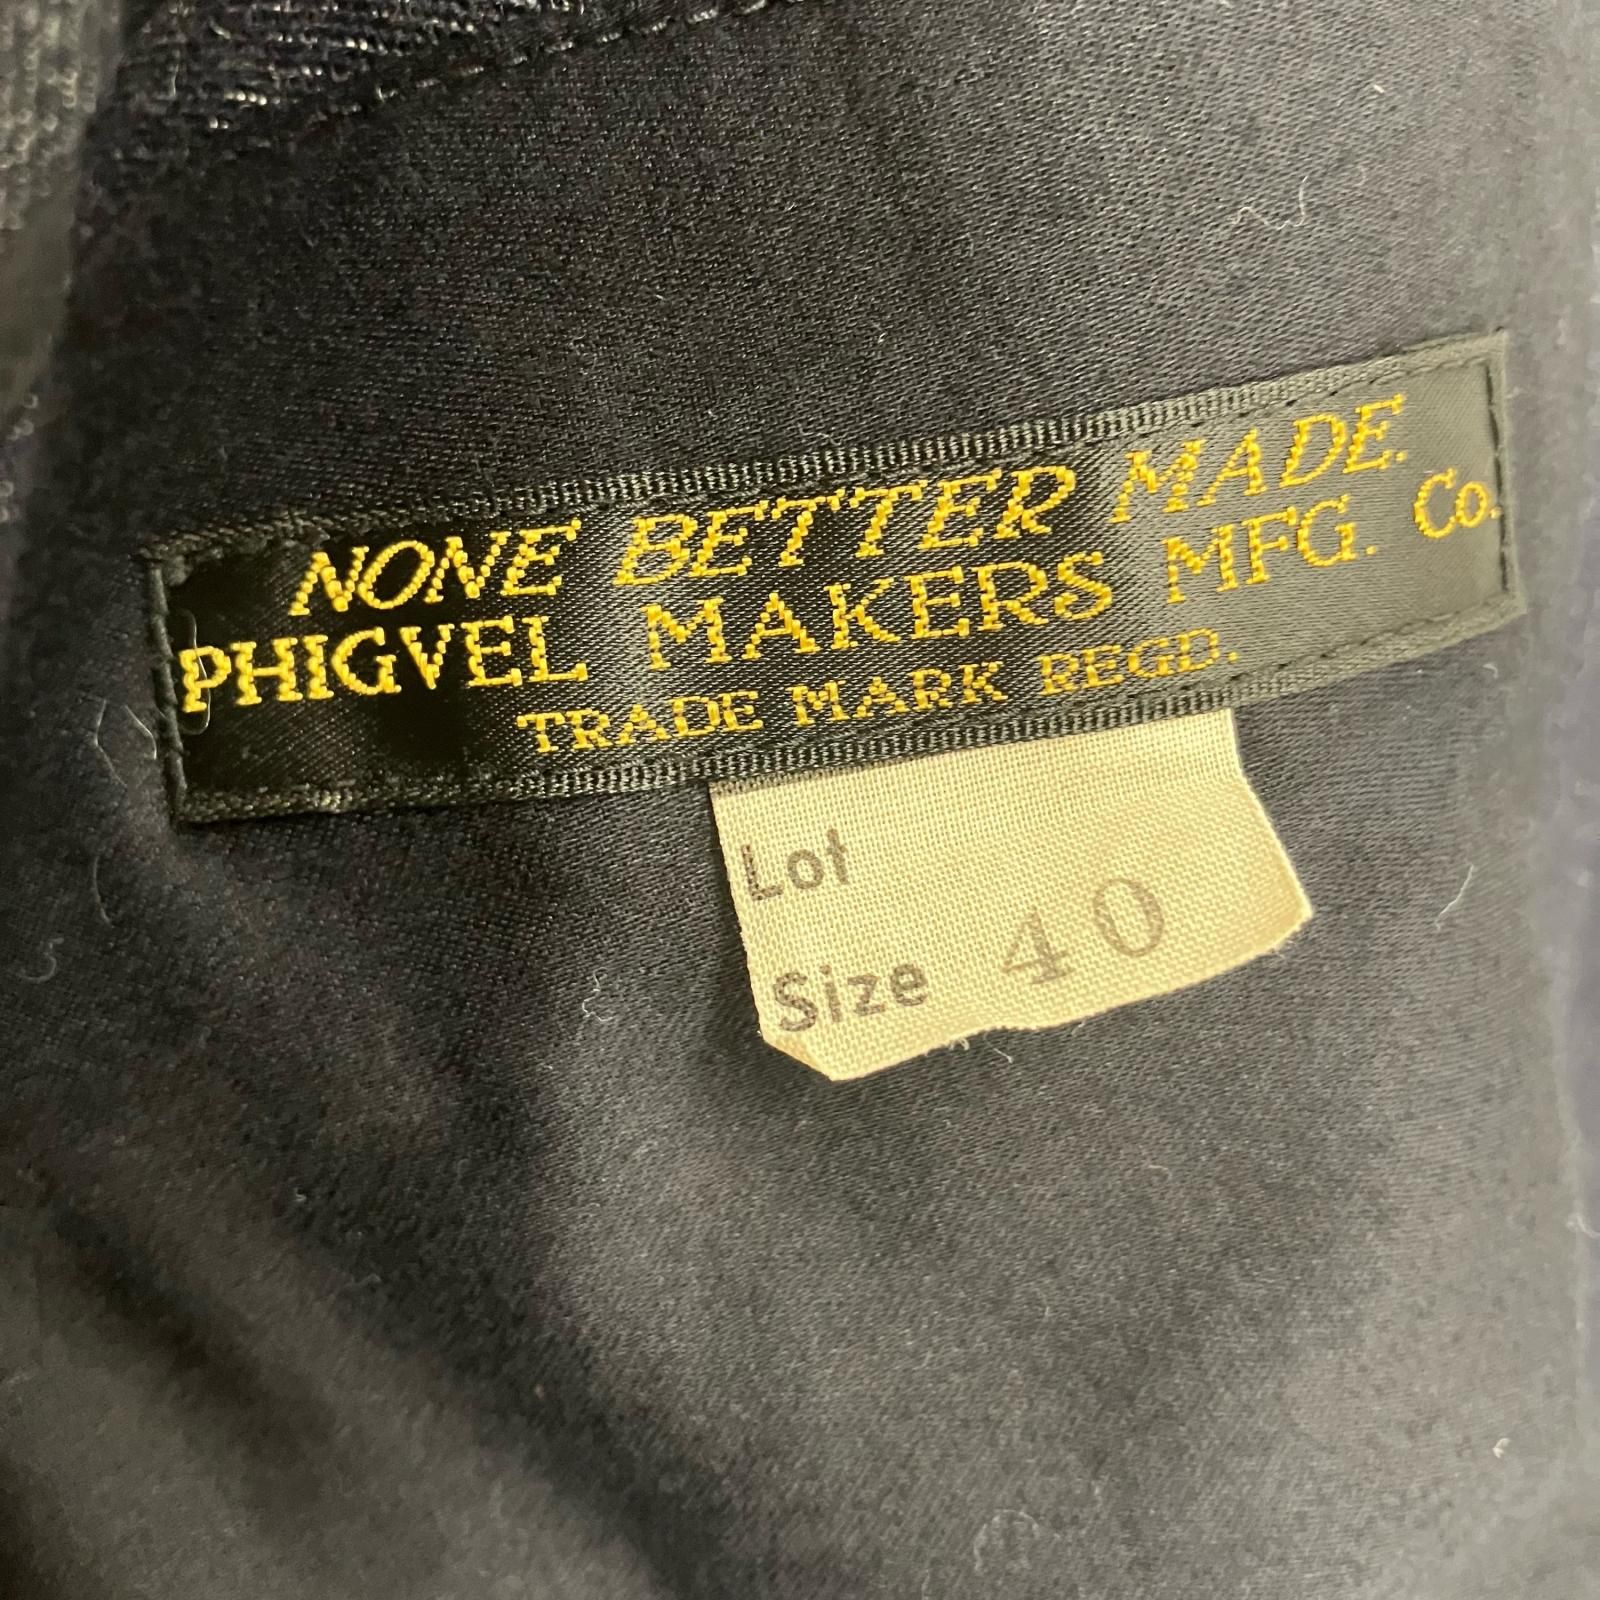 NONE BETTER MADE.
PHIGVEL MAKERS MFG. Co.
TRADE MARK REGD.
Lot
Size 40